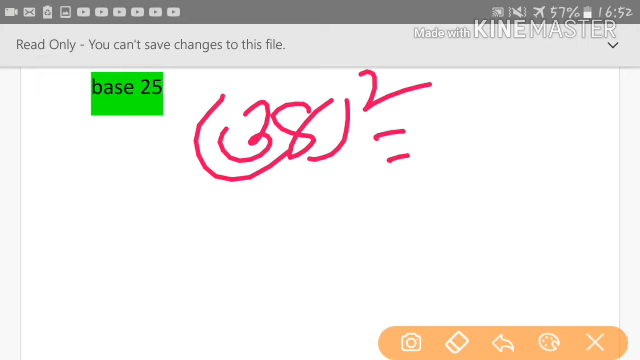 57% 16:52
Made with KINEMASTER
Read Only - You can't save changes to this file.
base 25
(38)² =